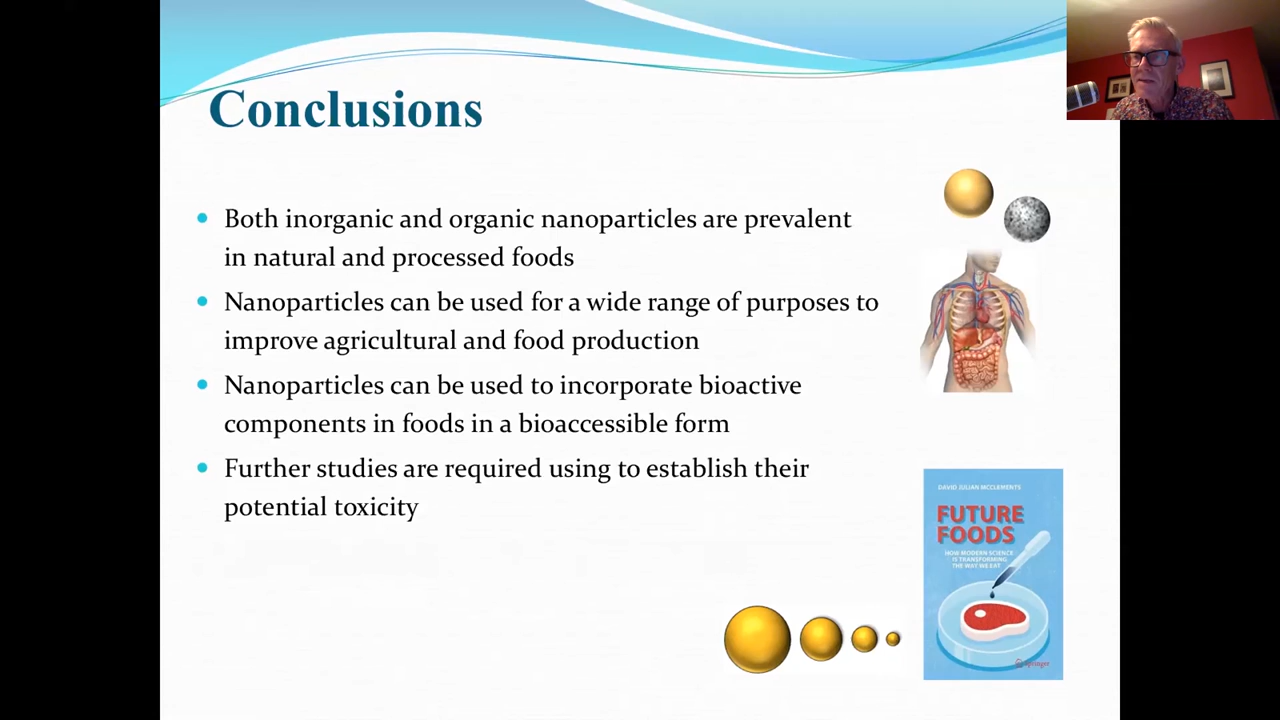 Conclusions
Both inorganic and organic nanoparticles are prevalent
in natural and processed foods
Nanoparticles can be used for a wide range of purposes to
improve agricultural and food production
Nanoparticles can be used to incorporate bioactive
components in foods in a bioaccessible form
Further studies are required using to establish their
potential toxicity
DAVID JULIAN MCCLEMENTS
FUTURE
FOODS
HOW MODERN SCIENCE
IS TRANSFORMING
THE WAY WE EAT
Springer